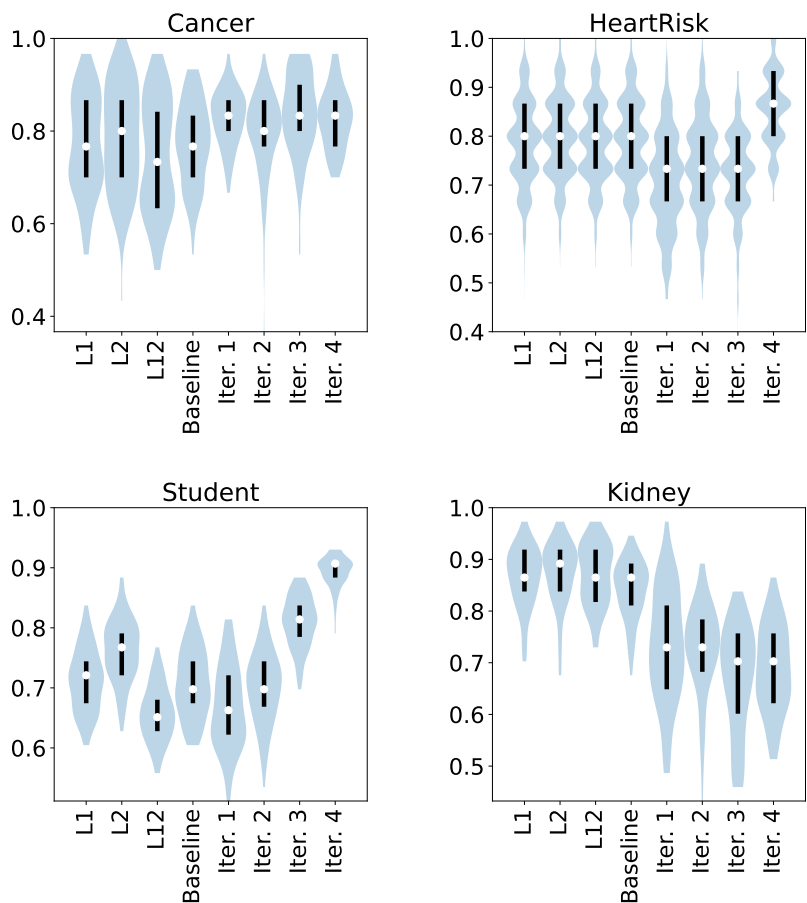 Cancer
1.0
0.8
0.6
0.4
L1
L2
L12
Baseline
Iter. 1
Iter. 2
Iter. 3
Iter. 4
HeartRisk
1.0
0.9
0.8
0.7
0.6
0.5
0.4
L1
L2
L12
Baseline
Iter. 1
Iter. 2
Iter. 3
Iter. 4
Student
1.0
0.9
0.8
0.7
0.6
L1
L2
L12
Baseline
Iter. 1
Iter. 2
Iter. 3
Iter. 4
Kidney
1.0
0.9
0.8
0.7
0.6
0.5
L1
L2
L12
Baseline
Iter. 1
Iter. 2
Iter. 3
Iter. 4